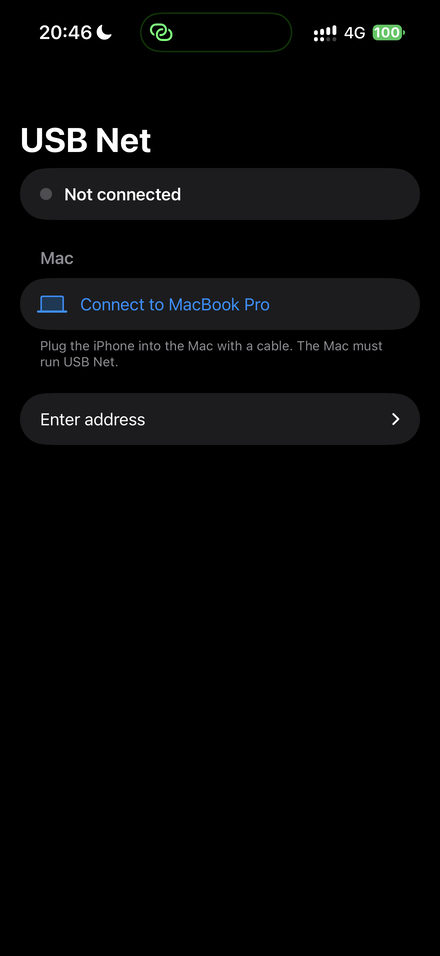 20:46
4G
100
USB Net
Not connected
Mac
Connect to MacBook Pro
Plug the iPhone into the Mac with a cable. The Mac must
run USB Net.
Enter address